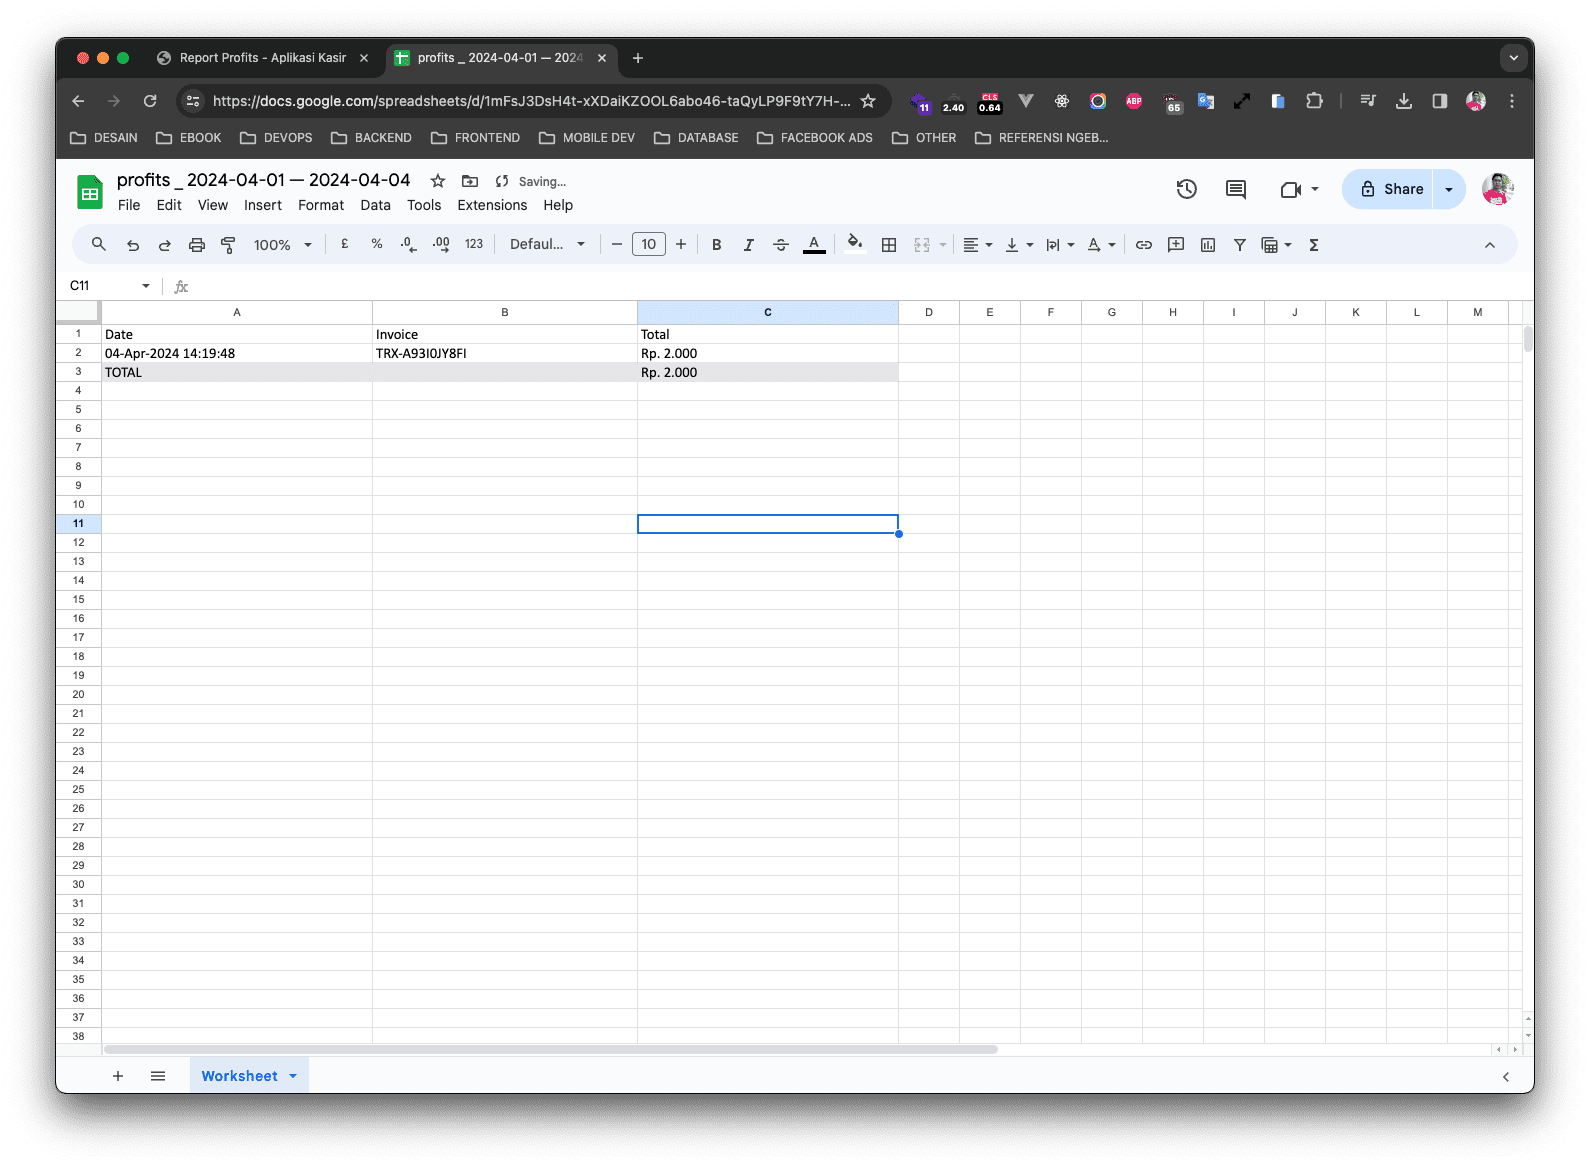 Report Profits - Aplikasi Kasir
profits _ 2024-04-01 — 2024
https://docs.google.com/spreadsheets/d/1mFsJ3DsH4t-xXDaiKZOOL6abo46-taQyLP9F9tY7H-...
11 2.40 CLS 0.64 ABP 65
DESAIN EBOOK DEVOPS BACKEND FRONTEND MOBILE DEV DATABASE FACEBOOK ADS OTHER REFERENSI NGEB...
profits _ 2024-04-01 — 2024-04-04 Saving...
File Edit View Insert Format Data Tools Extensions Help
Share
100% £ % .0 .00 123 Defaul... 10 B I S A Σ
C11 fx
A B C D E F G H I J K L M
1 Date Invoice Total
2 04-Apr-2024 14:19:48 TRX-A93I0JY8FI Rp. 2.000
3 TOTAL Rp. 2.000
4
5
6
7
8
9
10
11
12
13
14
15
16
17
18
19
20
21
22
23
24
25
26
27
28
29
30
31
32
33
34
35
36
37
38
Worksheet